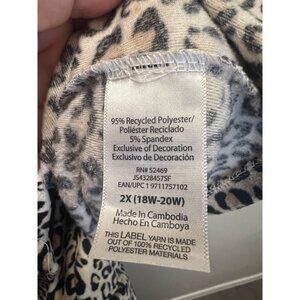 95% Recycled Polyester/
Poliéster Reciclado
5% Spandex
Exclusive of Decoration
Exclusivo de Decoración
RN# 52469
J54328457SF
EAN/UPC 1 9711757102
2X (18W-20W)
Made In Cambodia
Hecho En Camboya
THIS LABEL YARN IS MADE
OUT OF 100% RECYCLED
POLYESTER MATERIALS